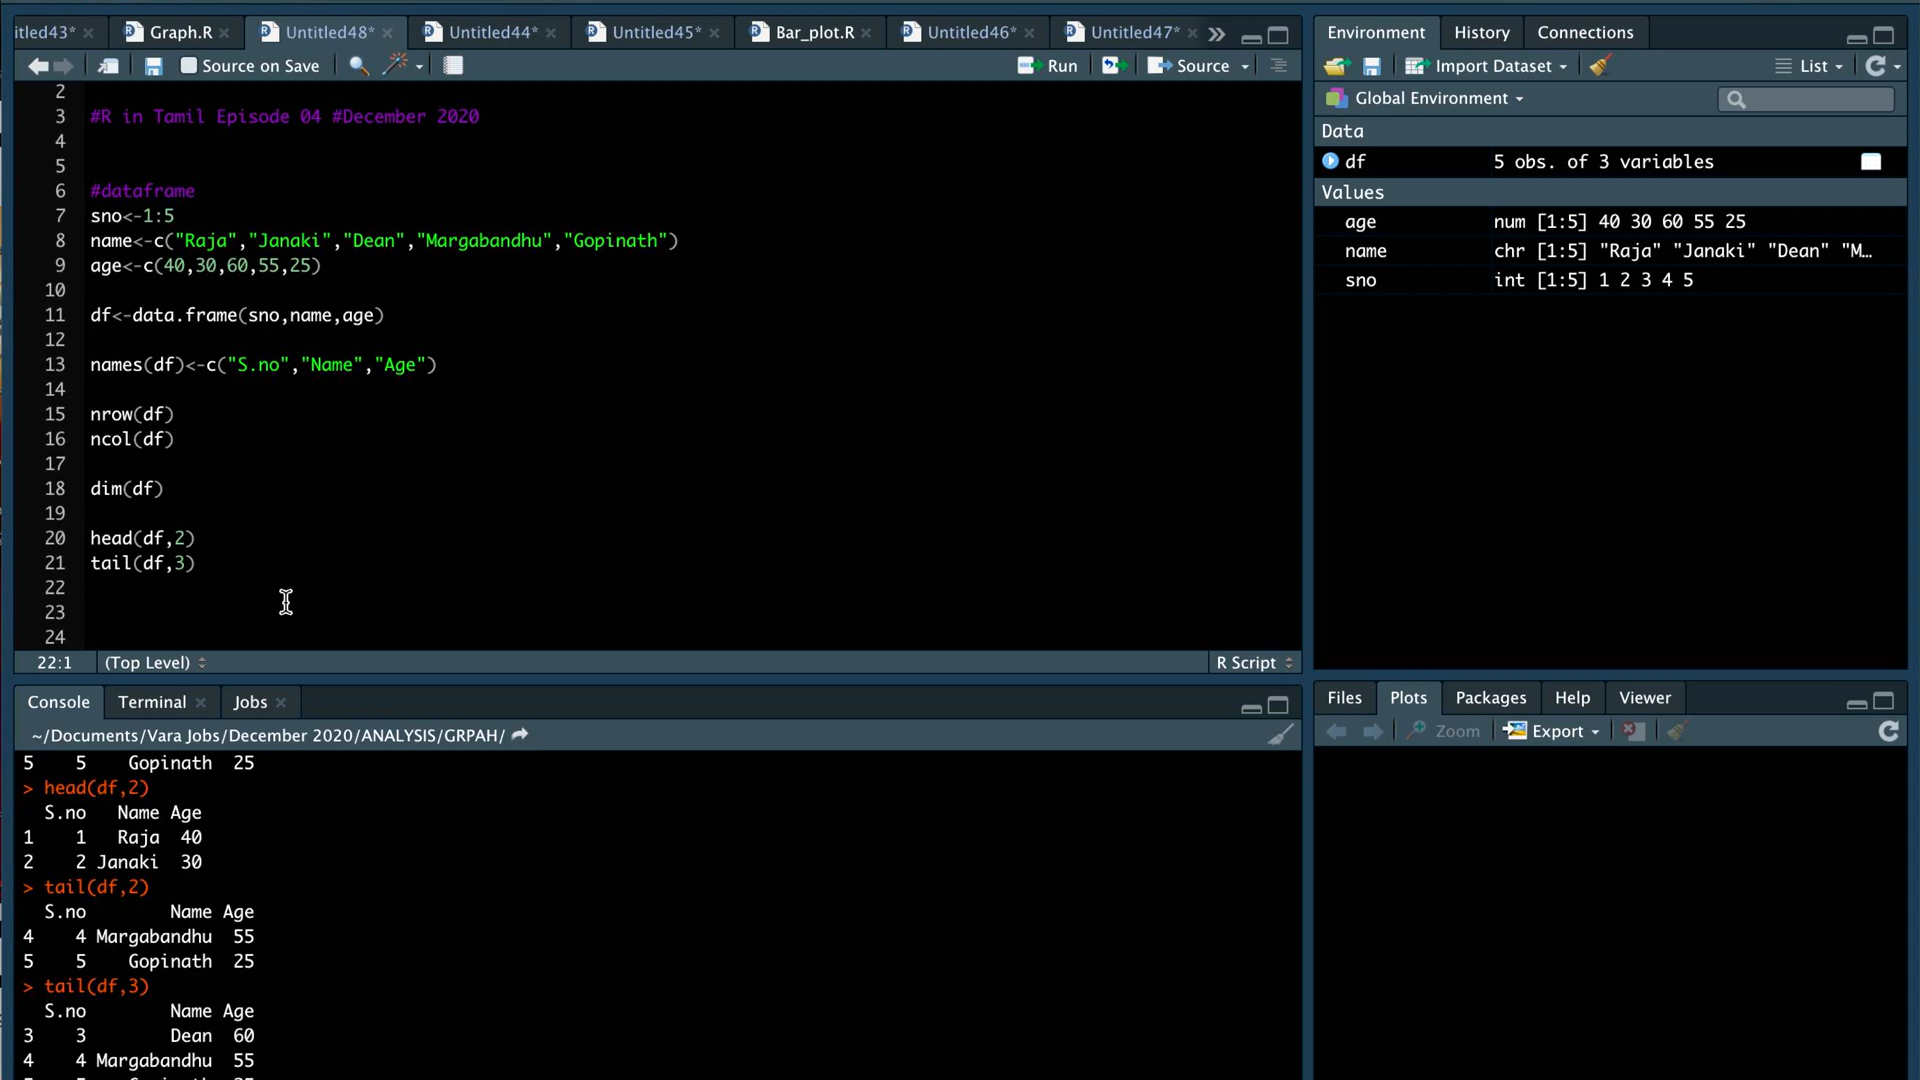 itled43* Graph.R Untitled48* Untitled44* Untitled45* Bar_plot.R Untitled46* Untitled47*
Source on Save Run Source
2
3 #R in Tamil Episode 04 #December 2020
4
5
6 #dataframe
7 sno<-1:5
8 name<-c("Raja","Janaki","Dean","Margabandhu","Gopinath")
9 age<-c(40,30,60,55,25)
10
11 df<-data.frame(sno,name,age)
12
13 names(df)<-c("S.no","Name","Age")
14
15 nrow(df)
16 ncol(df)
17
18 dim(df)
19
20 head(df,2)
21 tail(df,3)
22
23
24
22:1 (Top Level) R Script
Console Terminal Jobs
~/Documents/Vara Jobs/December 2020/ANALYSIS/GRPAH/
5 5 Gopinath 25
> head(df,2)
S.no Name Age
1 1 Raja 40
2 2 Janaki 30
> tail(df,2)
S.no Name Age
4 4 Margabandhu 55
5 5 Gopinath 25
> tail(df,3)
S.no Name Age
3 3 Dean 60
4 4 Margabandhu 55
Environment History Connections
Import Dataset List
Global Environment
Data
df 5 obs. of 3 variables
Values
age num [1:5] 40 30 60 55 25
name chr [1:5] "Raja" "Janaki" "Dean" "M…
sno int [1:5] 1 2 3 4 5
Files Plots Packages Help Viewer
Zoom Export